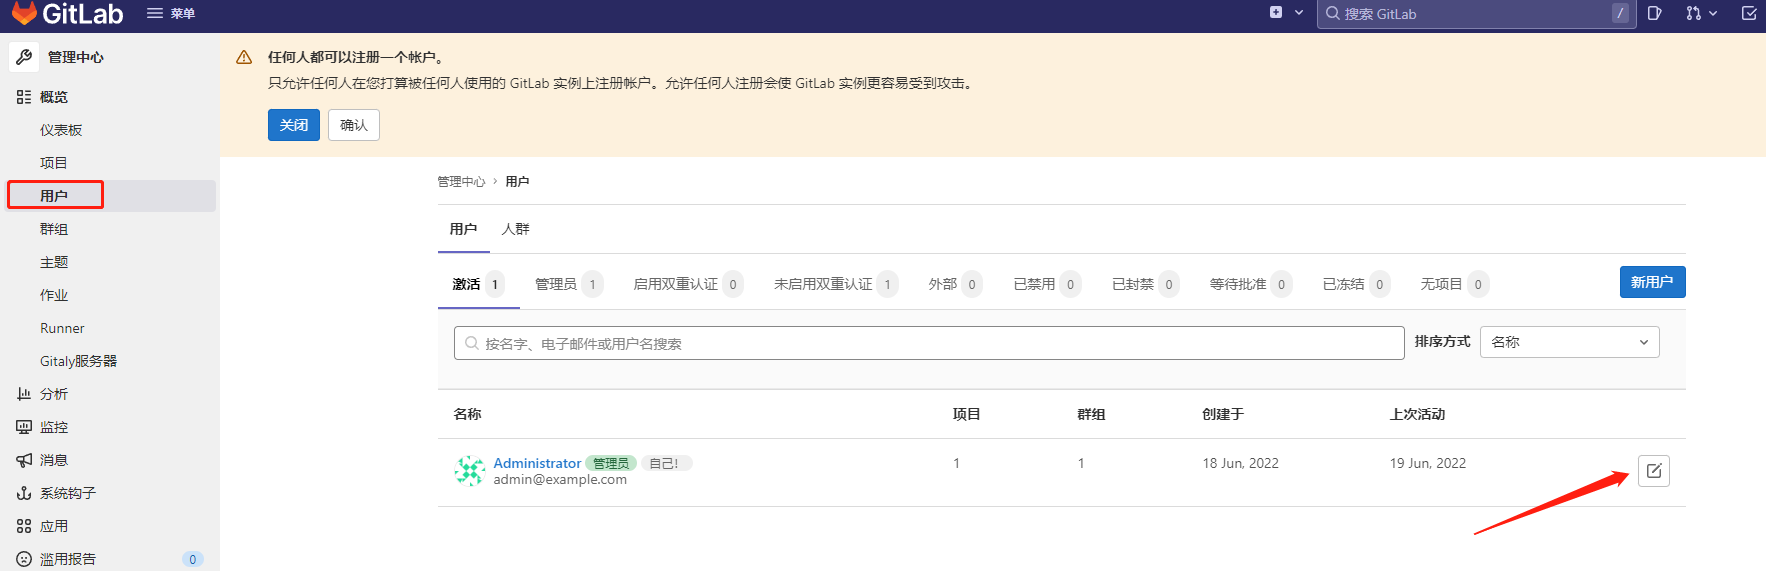 GitLab 菜单 搜索 GitLab /
管理中心
概览
仪表板
项目
用户
群组
主题
作业
Runner
Gitaly服务器
分析
监控
消息
系统钩子
应用
滥用报告 0
任何人都可以注册一个帐户。
只允许任何人在您打算被任何人使用的 GitLab 实例上注册帐户。允许任何人注册会使 GitLab 实例更容易受到攻击。
关闭 确认
管理中心 › 用户
用户 人群
激活 1 管理员 1 启用双重认证 0 未启用双重认证 1 外部 0 已禁用 0 已封禁 0 等待批准 0 已冻结 0 无项目 0 新用户
按名字、电子邮件或用户名搜索 排序方式 名称
名称 项目 群组 创建于 上次活动
Administrator 管理员 自己! 1 1 18 Jun, 2022 19 Jun, 2022
admin@example.com